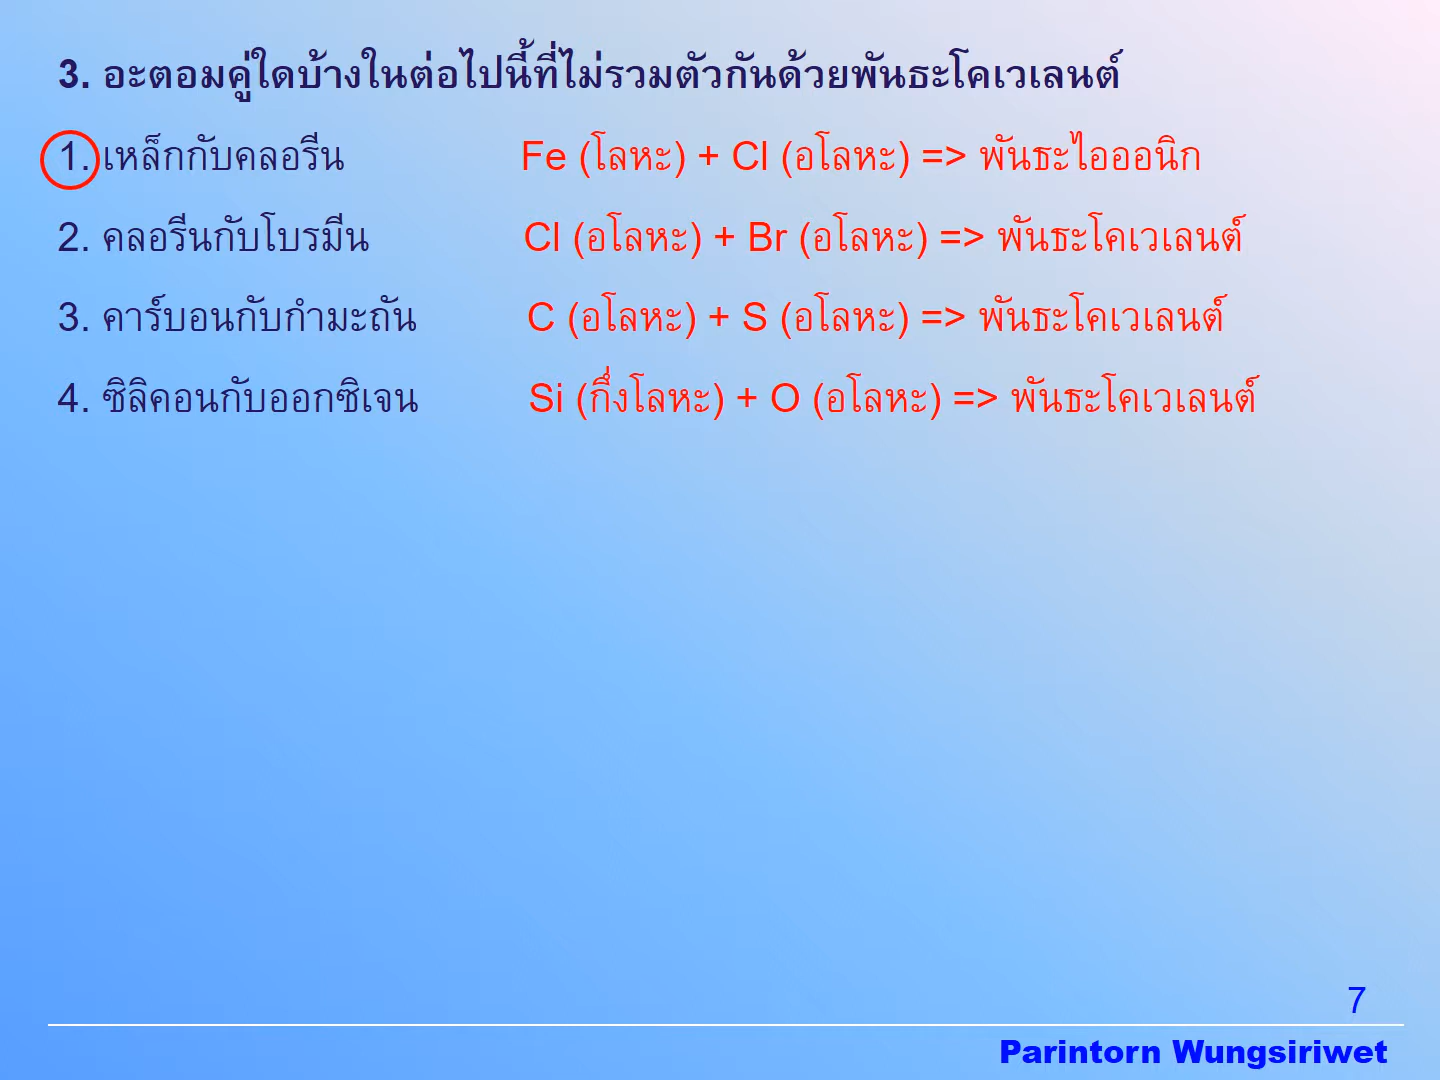 3. อะตอมคู่ใดบ้างในต่อไปนี้ที่ไม่รวมตัวกันด้วยพันธะโคเวเลนต์
1. เหล็กกับคลอรีน Fe (โลหะ) + Cl (อโลหะ) => พันธะไอออนิก
2. คลอรีนกับโบรมีน Cl (อโลหะ) + Br (อโลหะ) => พันธะโคเวเลนต์
3. คาร์บอนกับกำมะถัน C (อโลหะ) + S (อโลหะ) => พันธะโคเวเลนต์
4. ซิลิคอนกับออกซิเจน Si (กึ่งโลหะ) + O (อโลหะ) => พันธะโคเวเลนต์
7
Parintorn Wungsiriwet